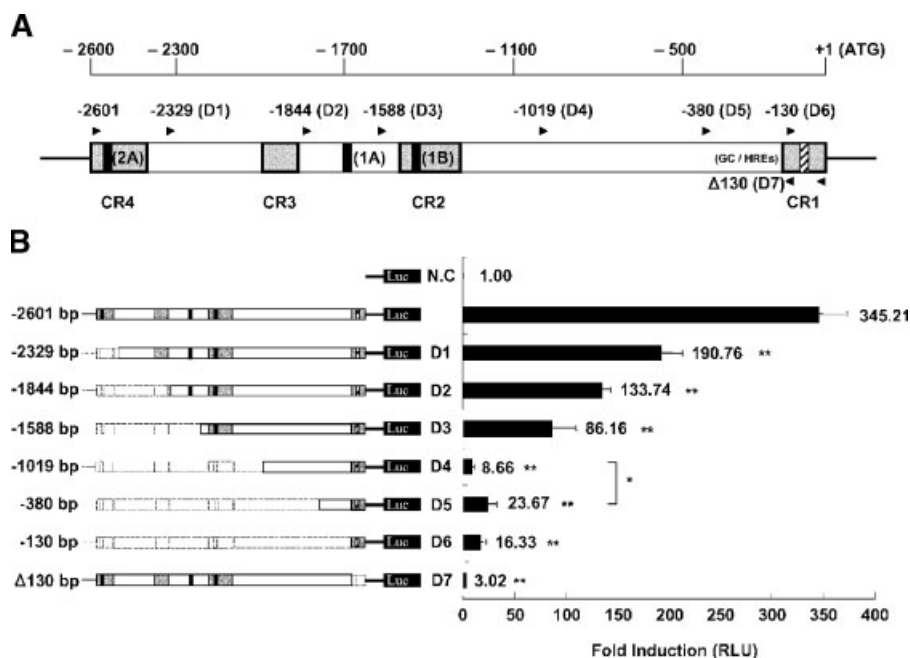 A
– 2600 – 2300 – 1700 – 1100 – 500 +1 (ATG)
-2601 -2329 (D1) -1844 (D2) -1588 (D3) -1019 (D4) -380 (D5) -130 (D6)
(2A) (1A) (1B) (GC / HREs)
Δ130 (D7)
CR4 CR3 CR2 CR1
B
Luc N.C 1.00
-2601 bp Luc 345.21
-2329 bp Luc D1 190.76 **
-1844 bp Luc D2 133.74 **
-1588 bp Luc D3 86.16 **
-1019 bp Luc D4 8.66 ** *
-380 bp Luc D5 23.67 **
-130 bp Luc D6 16.33 **
Δ130 bp Luc D7 3.02 **
0 50 100 150 200 250 300 350 400
Fold Induction (RLU)